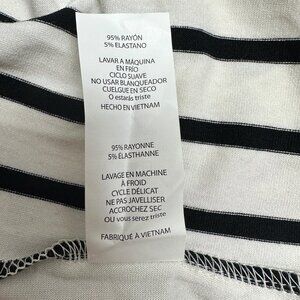 95% RAYÓN
5% ELASTANO
LAVAR A MÁQUINA
EN FRÍO
CICLO SUAVE
NO USAR BLANQUEADOR
CUELGUE EN SECO
O estarás triste
HECHO EN VIETNAM
95% RAYONNE
5% ÉLASTHANNE
LAVAGE EN MACHINE
À FROID
CYCLE DÉLICAT
NE PAS JAVELLISER
ACCROCHEZ SEC
OU vous serez triste
FABRIQUÉ À VIETNAM